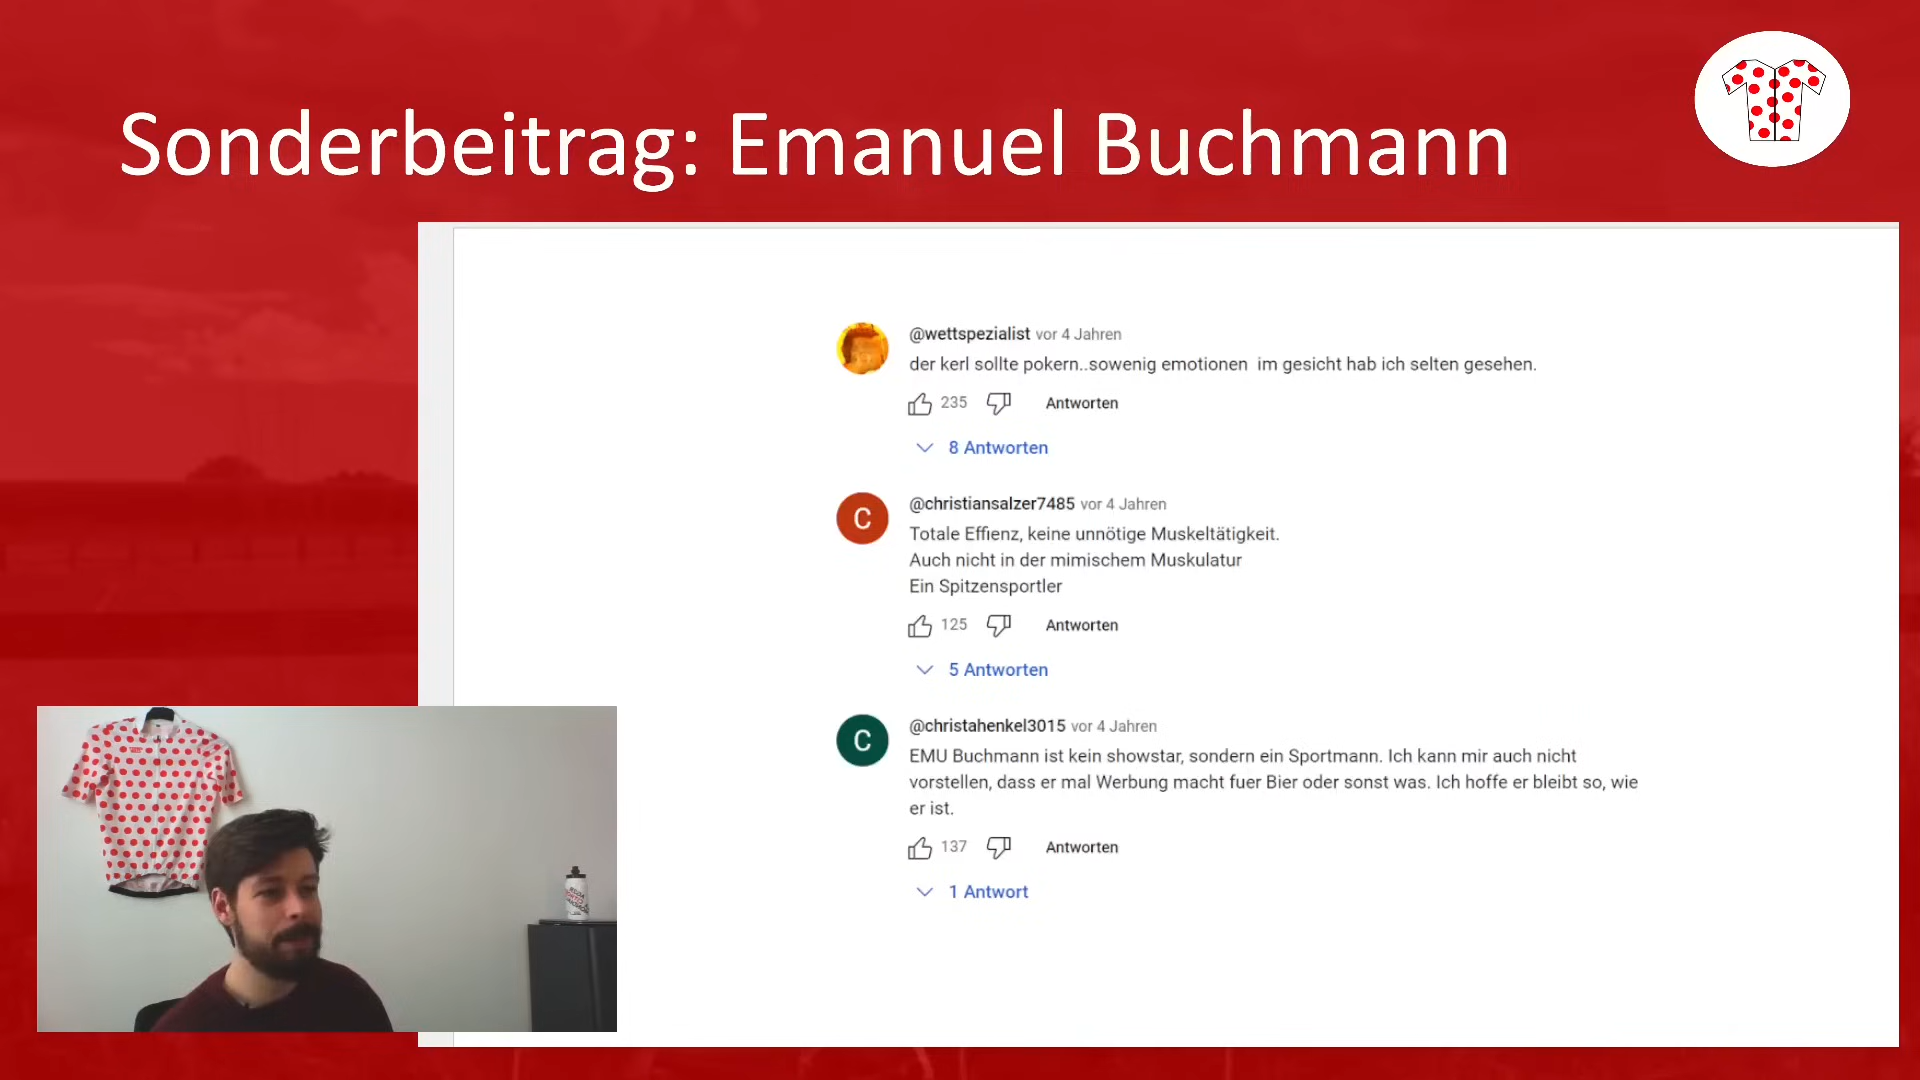 Sonderbeitrag: Emanuel Buchmann
@wettspezialist vor 4 Jahren
der kerl sollte pokern..sowenig emotionen  im gesicht hab ich selten gesehen.
235 Antworten
8 Antworten
C
@christiansalzer7485 vor 4 Jahren
Totale Effienz, keine unnötige Muskeltätigkeit.
Auch nicht in der mimischem Muskulatur
Ein Spitzensportler
125 Antworten
5 Antworten
C
@christahenkel3015 vor 4 Jahren
EMU Buchmann ist kein showstar, sondern ein Sportmann. Ich kann mir auch nicht
vorstellen, dass er mal Werbung macht fuer Bier oder sonst was. Ich hoffe er bleibt so, wie
er ist.
137 Antworten
1 Antwort